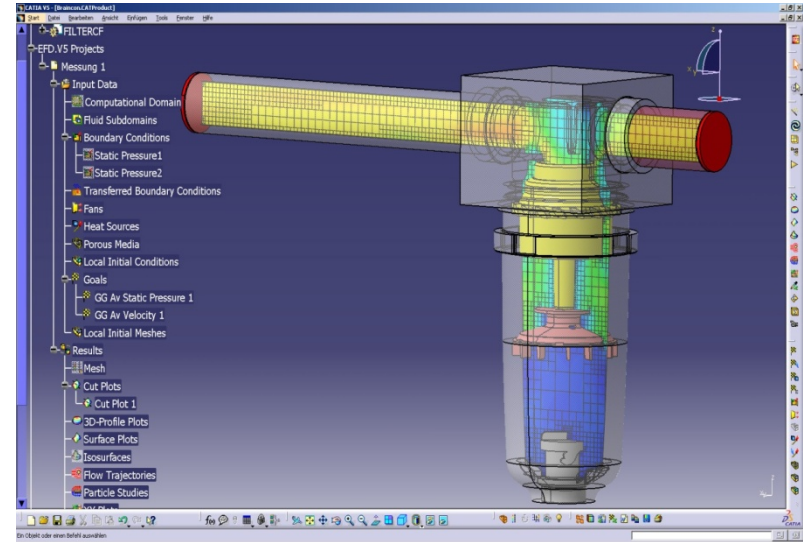 CATIA V5 - [Braincon.CATProduct]
Start Datei Bearbeiten Ansicht Einfügen Tools Fenster Hilfe
FILTERCF
EFD.V5 Projects
Messung 1
Input Data
Computational Domain
Fluid Subdomains
Boundary Conditions
Static Pressure1
Static Pressure2
Transferred Boundary Conditions
Fans
Heat Sources
Porous Media
Local Initial Conditions
Goals
GG Av Static Pressure 1
GG Av Velocity 1
Local Initial Meshes
Results
Mesh
Cut Plots
Cut Plot 1
3D-Profile Plots
Surface Plots
Isosurfaces
Flow Trajectories
Particle Studies
XY Plots
Ein Objekt oder einen Befehl auswählen
CATIA